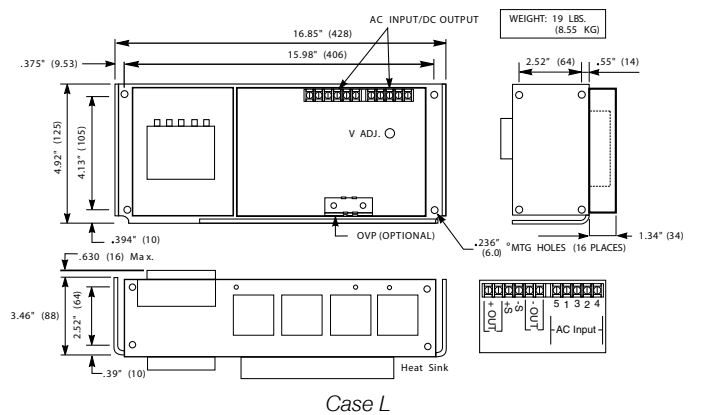 16.85" (428)
AC INPUT/DC OUTPUT
WEIGHT: 19 LBS.
(8.55 KG)
.375" (9.53)
15.98" (406)
2.52" (64)
.55" (14)
4.92" (125)
4.13" (105)
V ADJ.
.394" (10)
OVP (OPTIONAL)
.236" °MTG HOLES (16 PLACES)
(6.0)
1.34" (34)
.630 (16) Max.
3.46" (88)
2.52" (64)
.39" (10)
Heat Sink
+ OUT
+S
-S
- OUT
5 1 3 2 4
AC Input
Case L